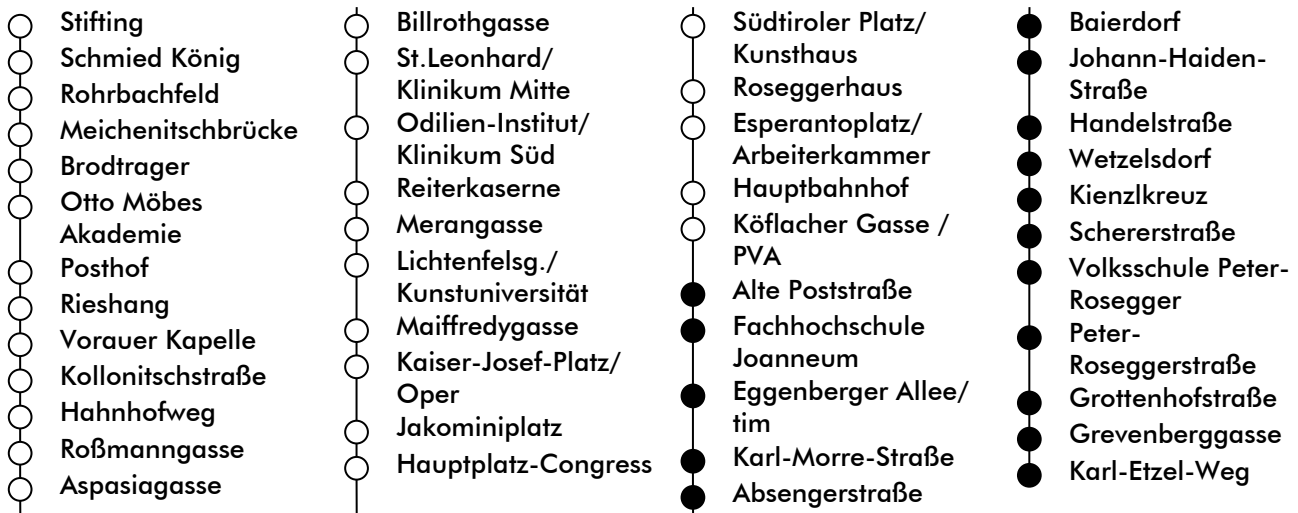 Stifting
Schmied König
Rohrbachfeld
Meichenitschbrücke
Brodtrager
Otto Möbes
Akademie
Posthof
Rieshang
Vorauer Kapelle
Kollonitschstraße
Hahnhofweg
Roßmanngasse
Aspasiagasse
Billrothgasse
St.Leonhard/
Klinikum Mitte
Odilien-Institut/
Klinikum Süd
Reiterkaserne
Merangasse
Lichtenfelsg./
Kunstuniversität
Maiffredygasse
Kaiser-Josef-Platz/
Oper
Jakominiplatz
Hauptplatz-Congress
Südtiroler Platz/
Kunsthaus
Roseggerhaus
Esperantoplatz/
Arbeiterkammer
Hauptbahnhof
Köflacher Gasse /
PVA
Alte Poststraße
Fachhochschule
Joanneum
Eggenberger Allee/
tim
Karl-Morre-Straße
Absengerstraße
Baierdorf
Johann-Haiden-
Straße
Handelstraße
Wetzelsdorf
Kienzlkreuz
Schererstraße
Volksschule Peter-
Rosegger
Peter-
Roseggerstraße
Grottenhofstraße
Grevenberggasse
Karl-Etzel-Weg